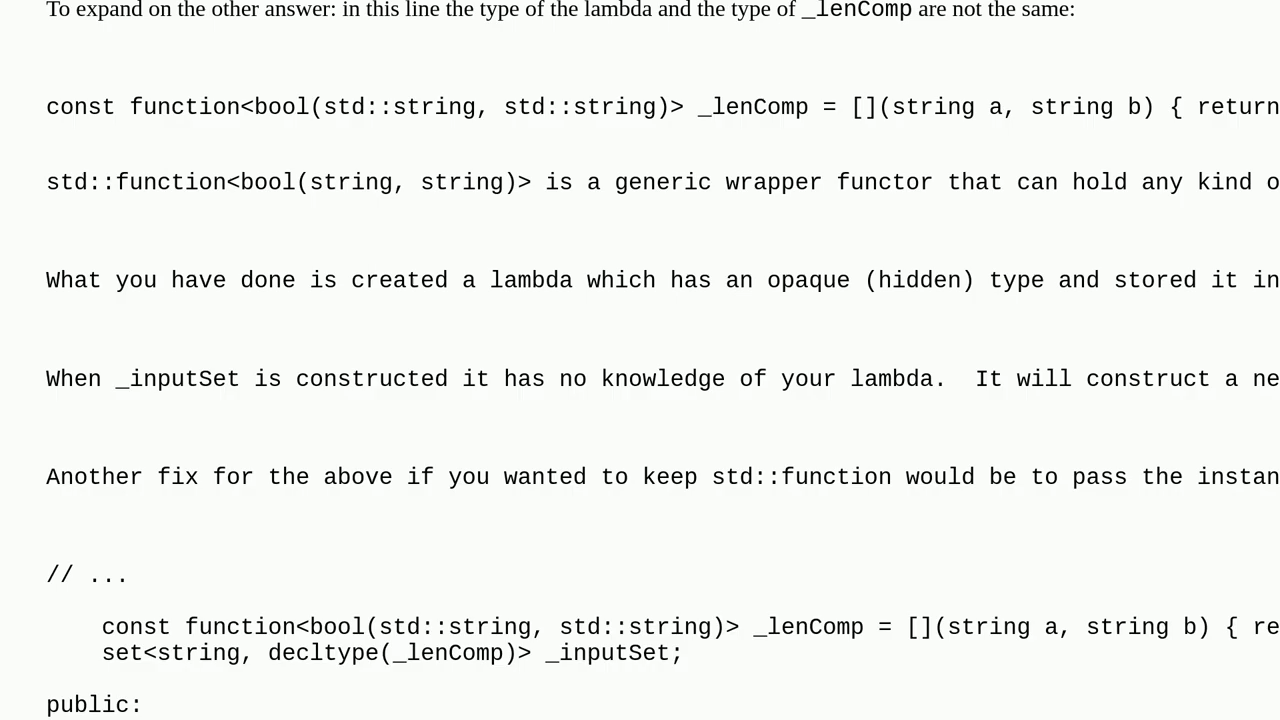 To expand on the other answer: in this line the type of the lambda and the type of _lenComp are not the same:
const function<bool(std::string, std::string)> _lenComp = [](string a, string b) { return
std::function<bool(string, string)> is a generic wrapper functor that can hold any kind o
What you have done is created a lambda which has an opaque (hidden) type and stored it in
When _inputSet is constructed it has no knowledge of your lambda.  It will construct a ne
Another fix for the above if you wanted to keep std::function would be to pass the instan
// ...
    const function<bool(std::string, std::string)> _lenComp = [](string a, string b) { re
    set<string, decltype(_lenComp)> _inputSet;
public: